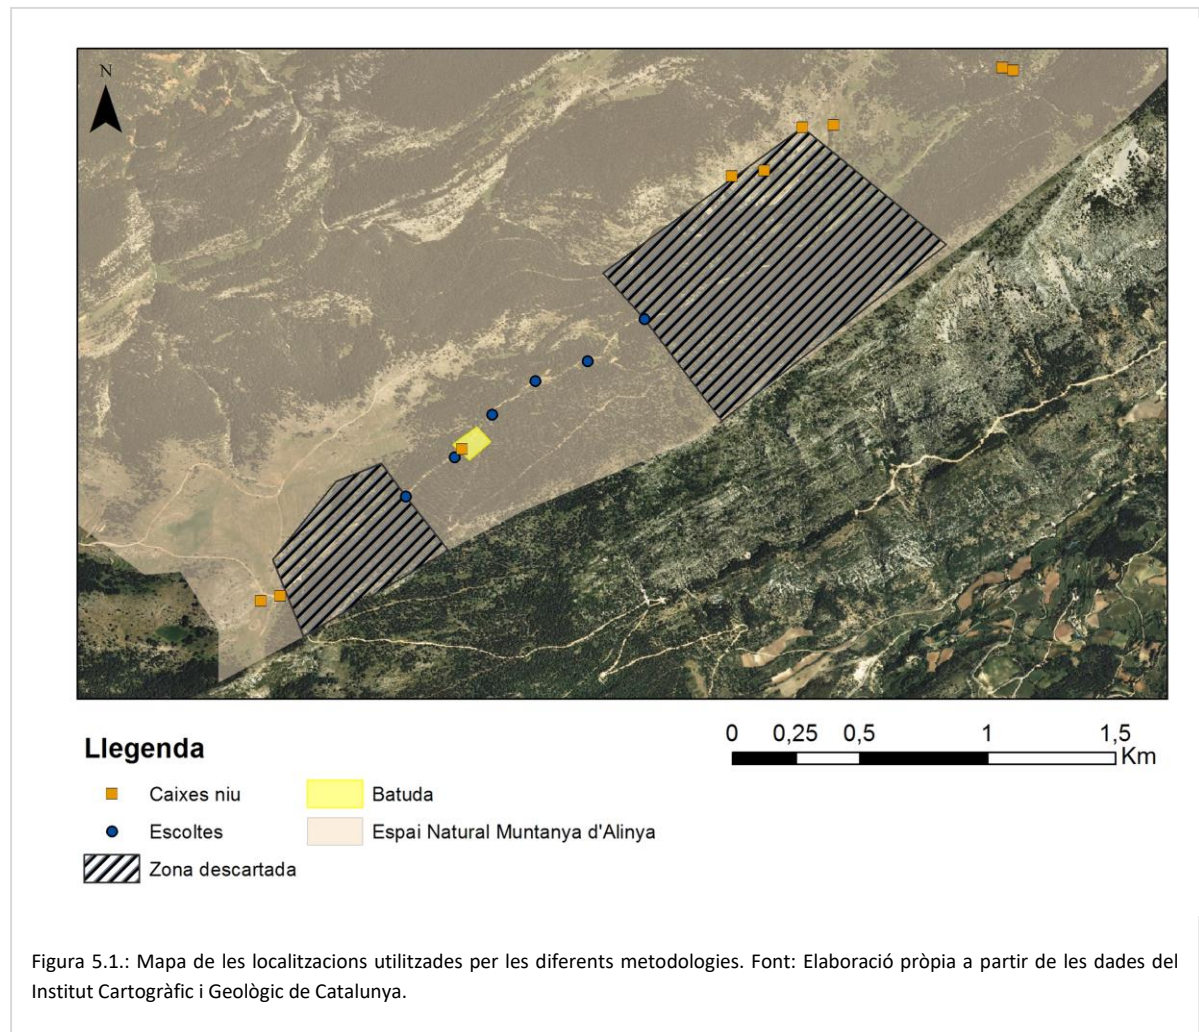 N
Llegenda
Caixes niu
Escoltes
Zona descartada
Batuda
Espai Natural Muntanya d'Alinya
0 0,25 0,5 1 1,5
Km
Figura 5.1.: Mapa de les localitzacions utilitzades per les diferents metodologies. Font: Elaboració pròpia a partir de les dades del
Institut Cartogràfic i Geològic de Catalunya.